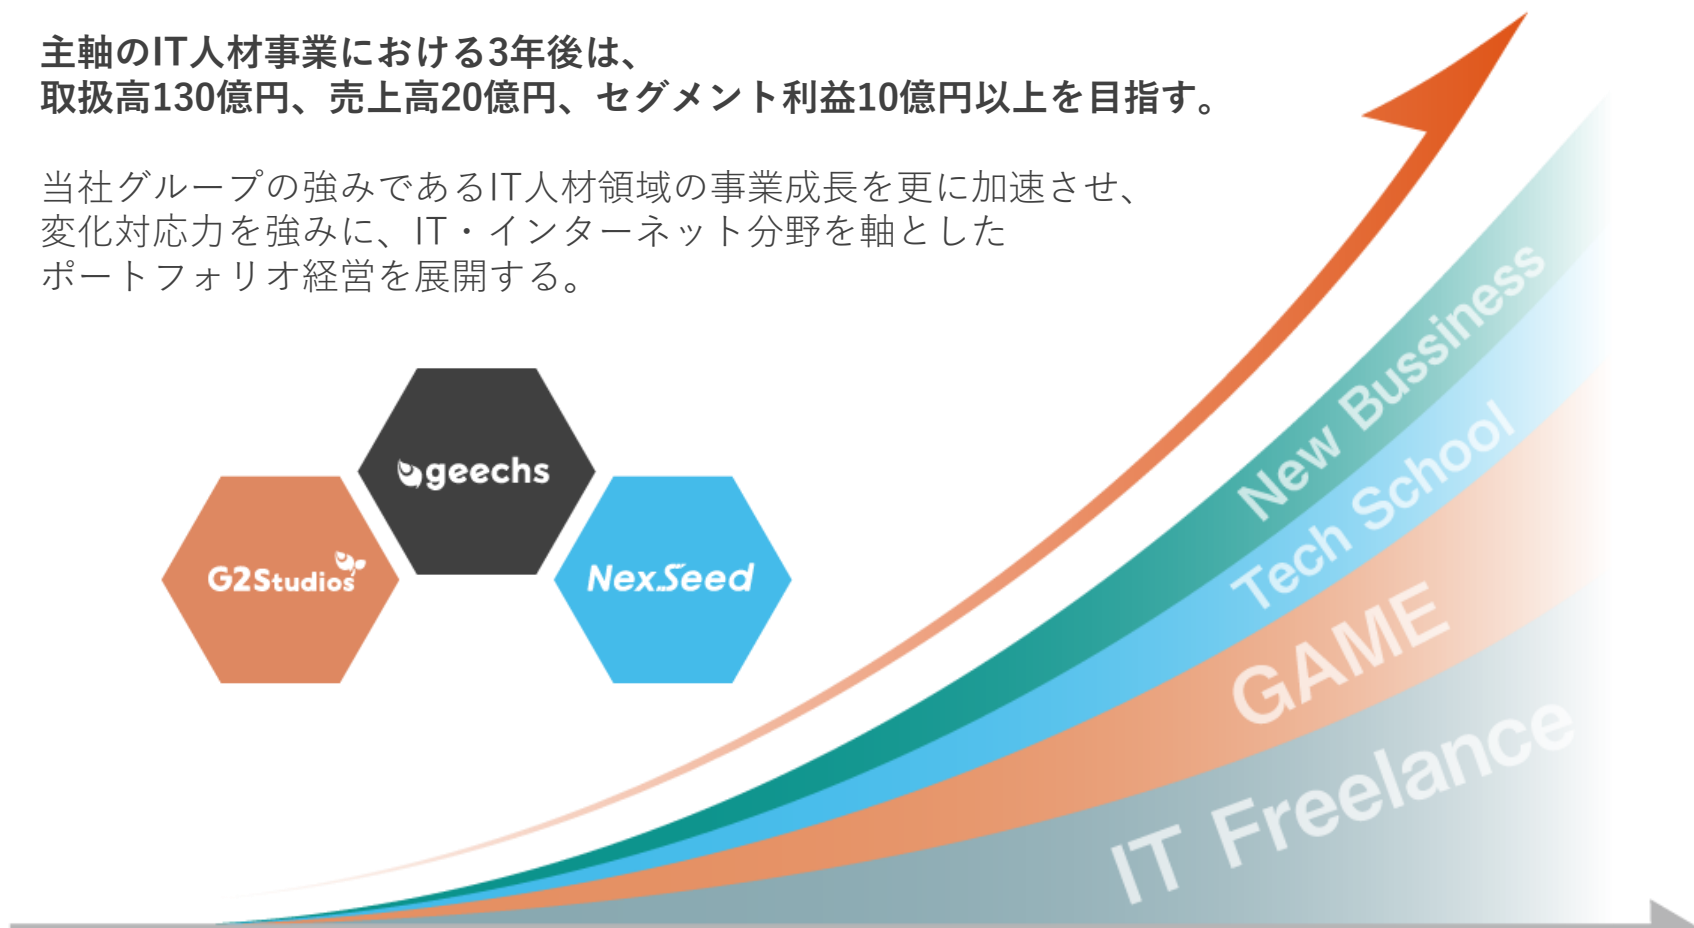 主軸のIT人材事業における3年後は、
取扱高130億円、売上高20億円、セグメント利益10億円以上を目指す。
当社グループの強みであるIT人材領域の事業成長を更に加速させ、
変化対応力を強みに、IT・インターネット分野を軸とした
ポートフォリオ経営を展開する。
geechs
G2Studios
NexSeed
New Bussiness
Tech School
GAME
IT Freelance